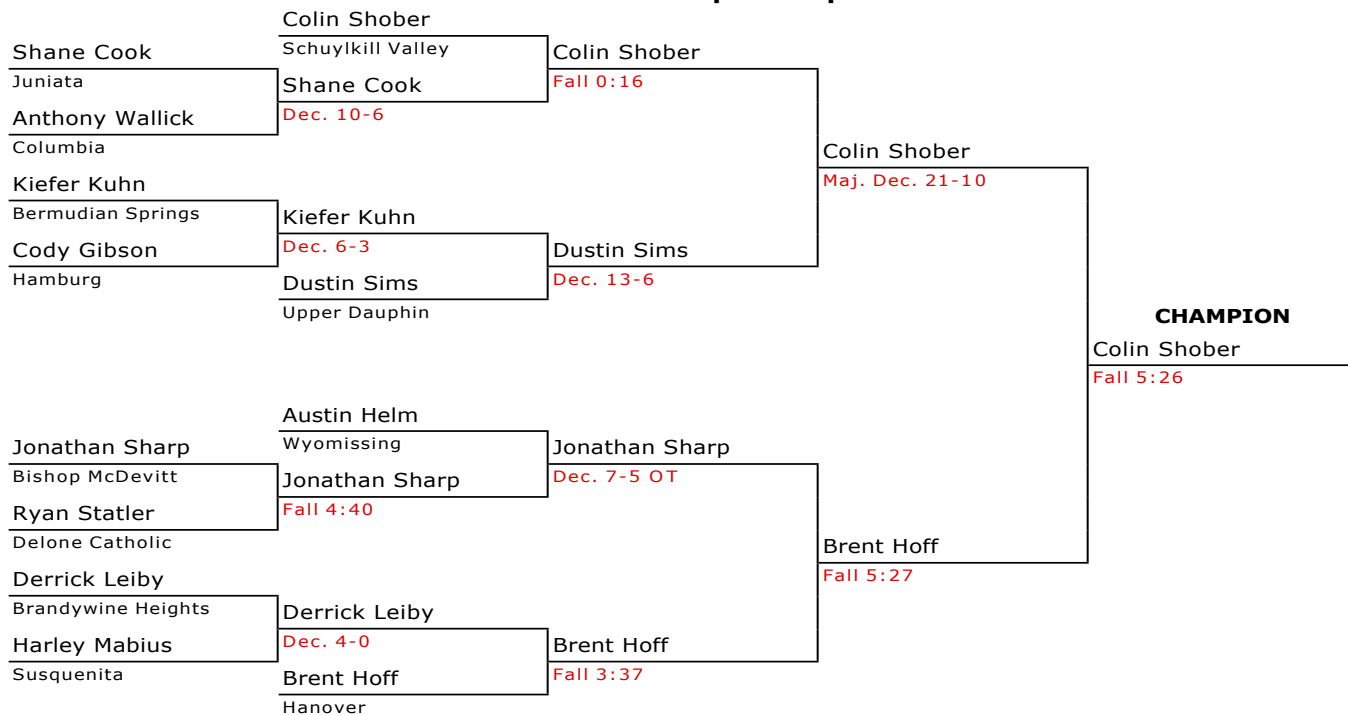 Colin Shober
Schuylkill Valley
Shane Cook
Juniata
Colin Shober
Fall 0:16
Shane Cook
Dec. 10-6
Anthony Wallick
Columbia
Colin Shober
Maj. Dec. 21-10
Kiefer Kuhn
Bermudian Springs
Kiefer Kuhn
Dec. 6-3
Cody Gibson
Hamburg
Dustin Sims
Dec. 13-6
Dustin Sims
Upper Dauphin
CHAMPION
Colin Shober
Fall 5:26
Austin Helm
Wyomissing
Jonathan Sharp
Bishop McDevitt
Jonathan Sharp
Dec. 7-5 OT
Jonathan Sharp
Fall 4:40
Ryan Statler
Delone Catholic
Brent Hoff
Fall 5:27
Derrick Leiby
Brandywine Heights
Derrick Leiby
Dec. 4-0
Harley Mabius
Susquenita
Brent Hoff
Fall 3:37
Brent Hoff
Hanover